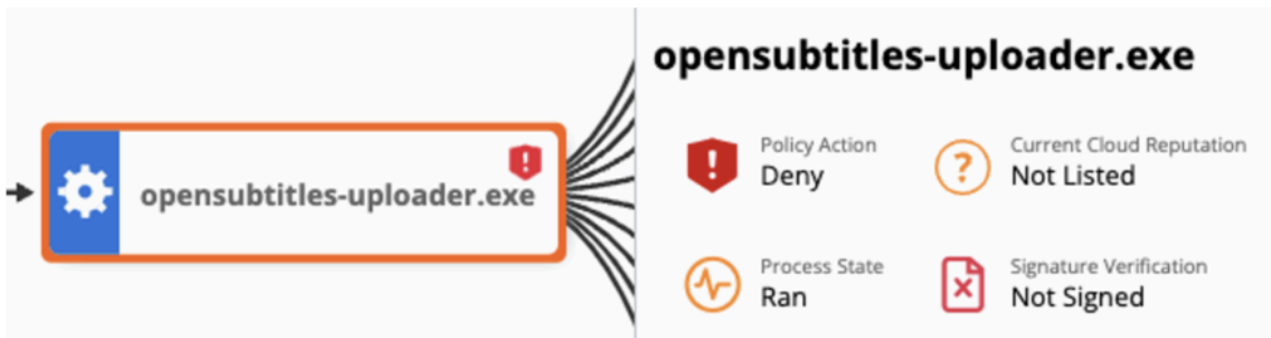 opensubtitles-uploader.exe
opensubtitles-uploader.exe
Policy Action
Deny
Current Cloud Reputation
Not Listed
Process State
Ran
Signature Verification
Not Signed